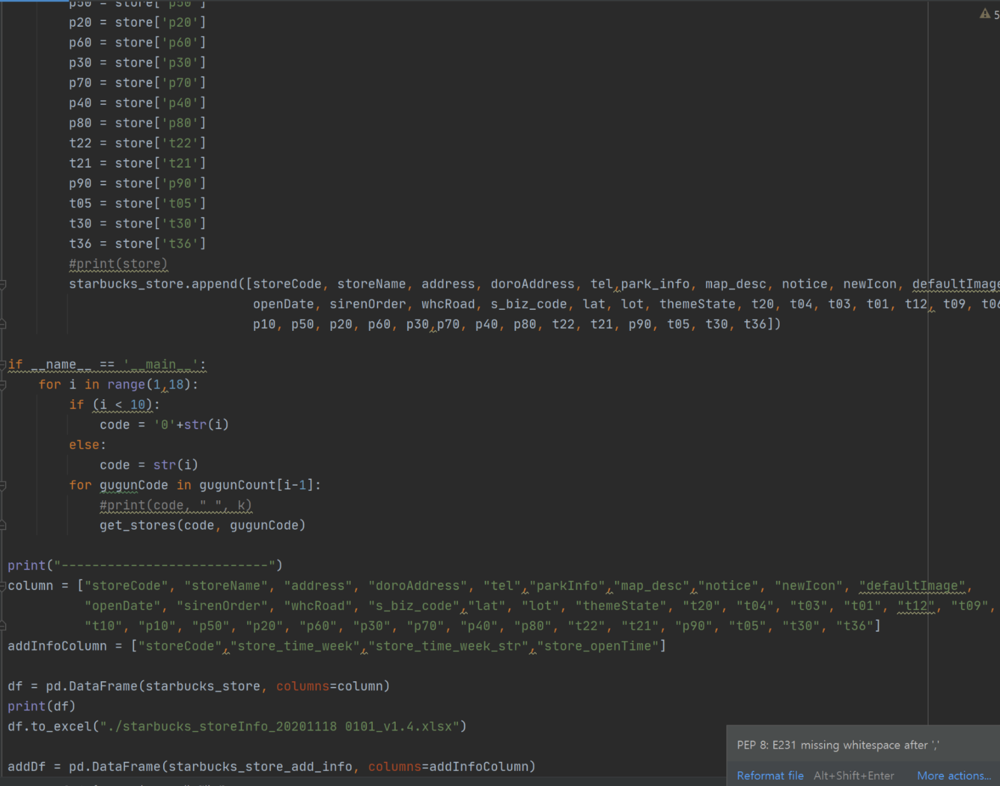 p50 = store['p50']
5
p20 = store['p20']
p60 = store['p60']
p30 = store['p30']
p70 = store['p70']
p40 = store['p40']
p80 = store['p80']
t22 = store['t22']
t21 = store['t21']
p90 = store['p90']
t05 = store['t05']
t30 = store['t30']
t36 = store['t36']
#print(store)
starbucks_store.append([storeCode, storeName, address, doroAddress, tel,park_info, map_desc, notice, newIcon, defaultImage
openDate, sirenOrder, whcRoad, s_biz_code, lat, lot, themeState, t20, t04, t03, t01, t12, t09, t06
p10, p50, p20, p60, p30,p70, p40, p80, t22, t21, p90, t05, t30, t36])
if __name__ == '__main__':
for i in range(1,18):
if (i < 10):
code = '0'+str(i)
else:
code = str(i)
for gugunCode in gugunCount[i-1]:
#print(code, " ", k)
get_stores(code, gugunCode)
print("---------------------------")
column = ["storeCode", "storeName", "address", "doroAddress", "tel","parkInfo","map_desc","notice", "newIcon", "defaultImage",
"openDate", "sirenOrder", "whcRoad", "s_biz_code","lat", "lot", "themeState", "t20", "t04", "t03", "t01", "t12", "t09",
"t10", "p10", "p50", "p20", "p60", "p30", "p70", "p40", "p80", "t22", "t21", "p90", "t05", "t30", "t36"]
addInfoColumn = ["storeCode","store_time_week","store_time_week_str","store_openTime"]
df = pd.DataFrame(starbucks_store, columns=column)
print(df)
df.to_excel("./starbucks_storeInfo_20201118 0101_v1.4.xlsx")
addDf = pd.DataFrame(starbucks_store_add_info, columns=addInfoColumn)
PEP 8: E231 missing whitespace after ','
Reformat file Alt+Shift+Enter More actions...